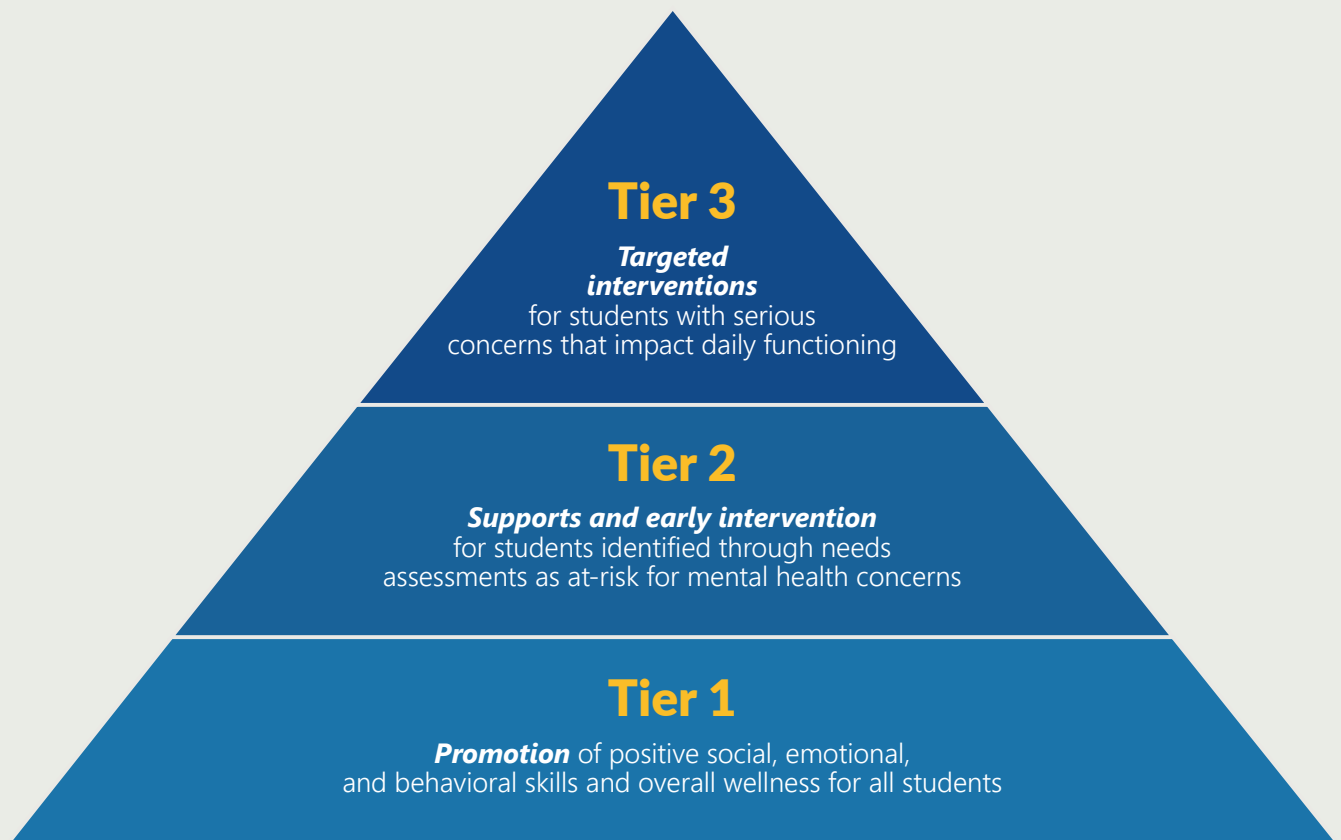 Tier 3
Targeted
interventions
for students with serious
concerns that impact daily functioning
Tier 2
Supports and early intervention
for students identified through needs
assessments as at-risk for mental health concerns
Tier 1
Promotion of positive social, emotional,
and behavioral skills and overall wellness for all students